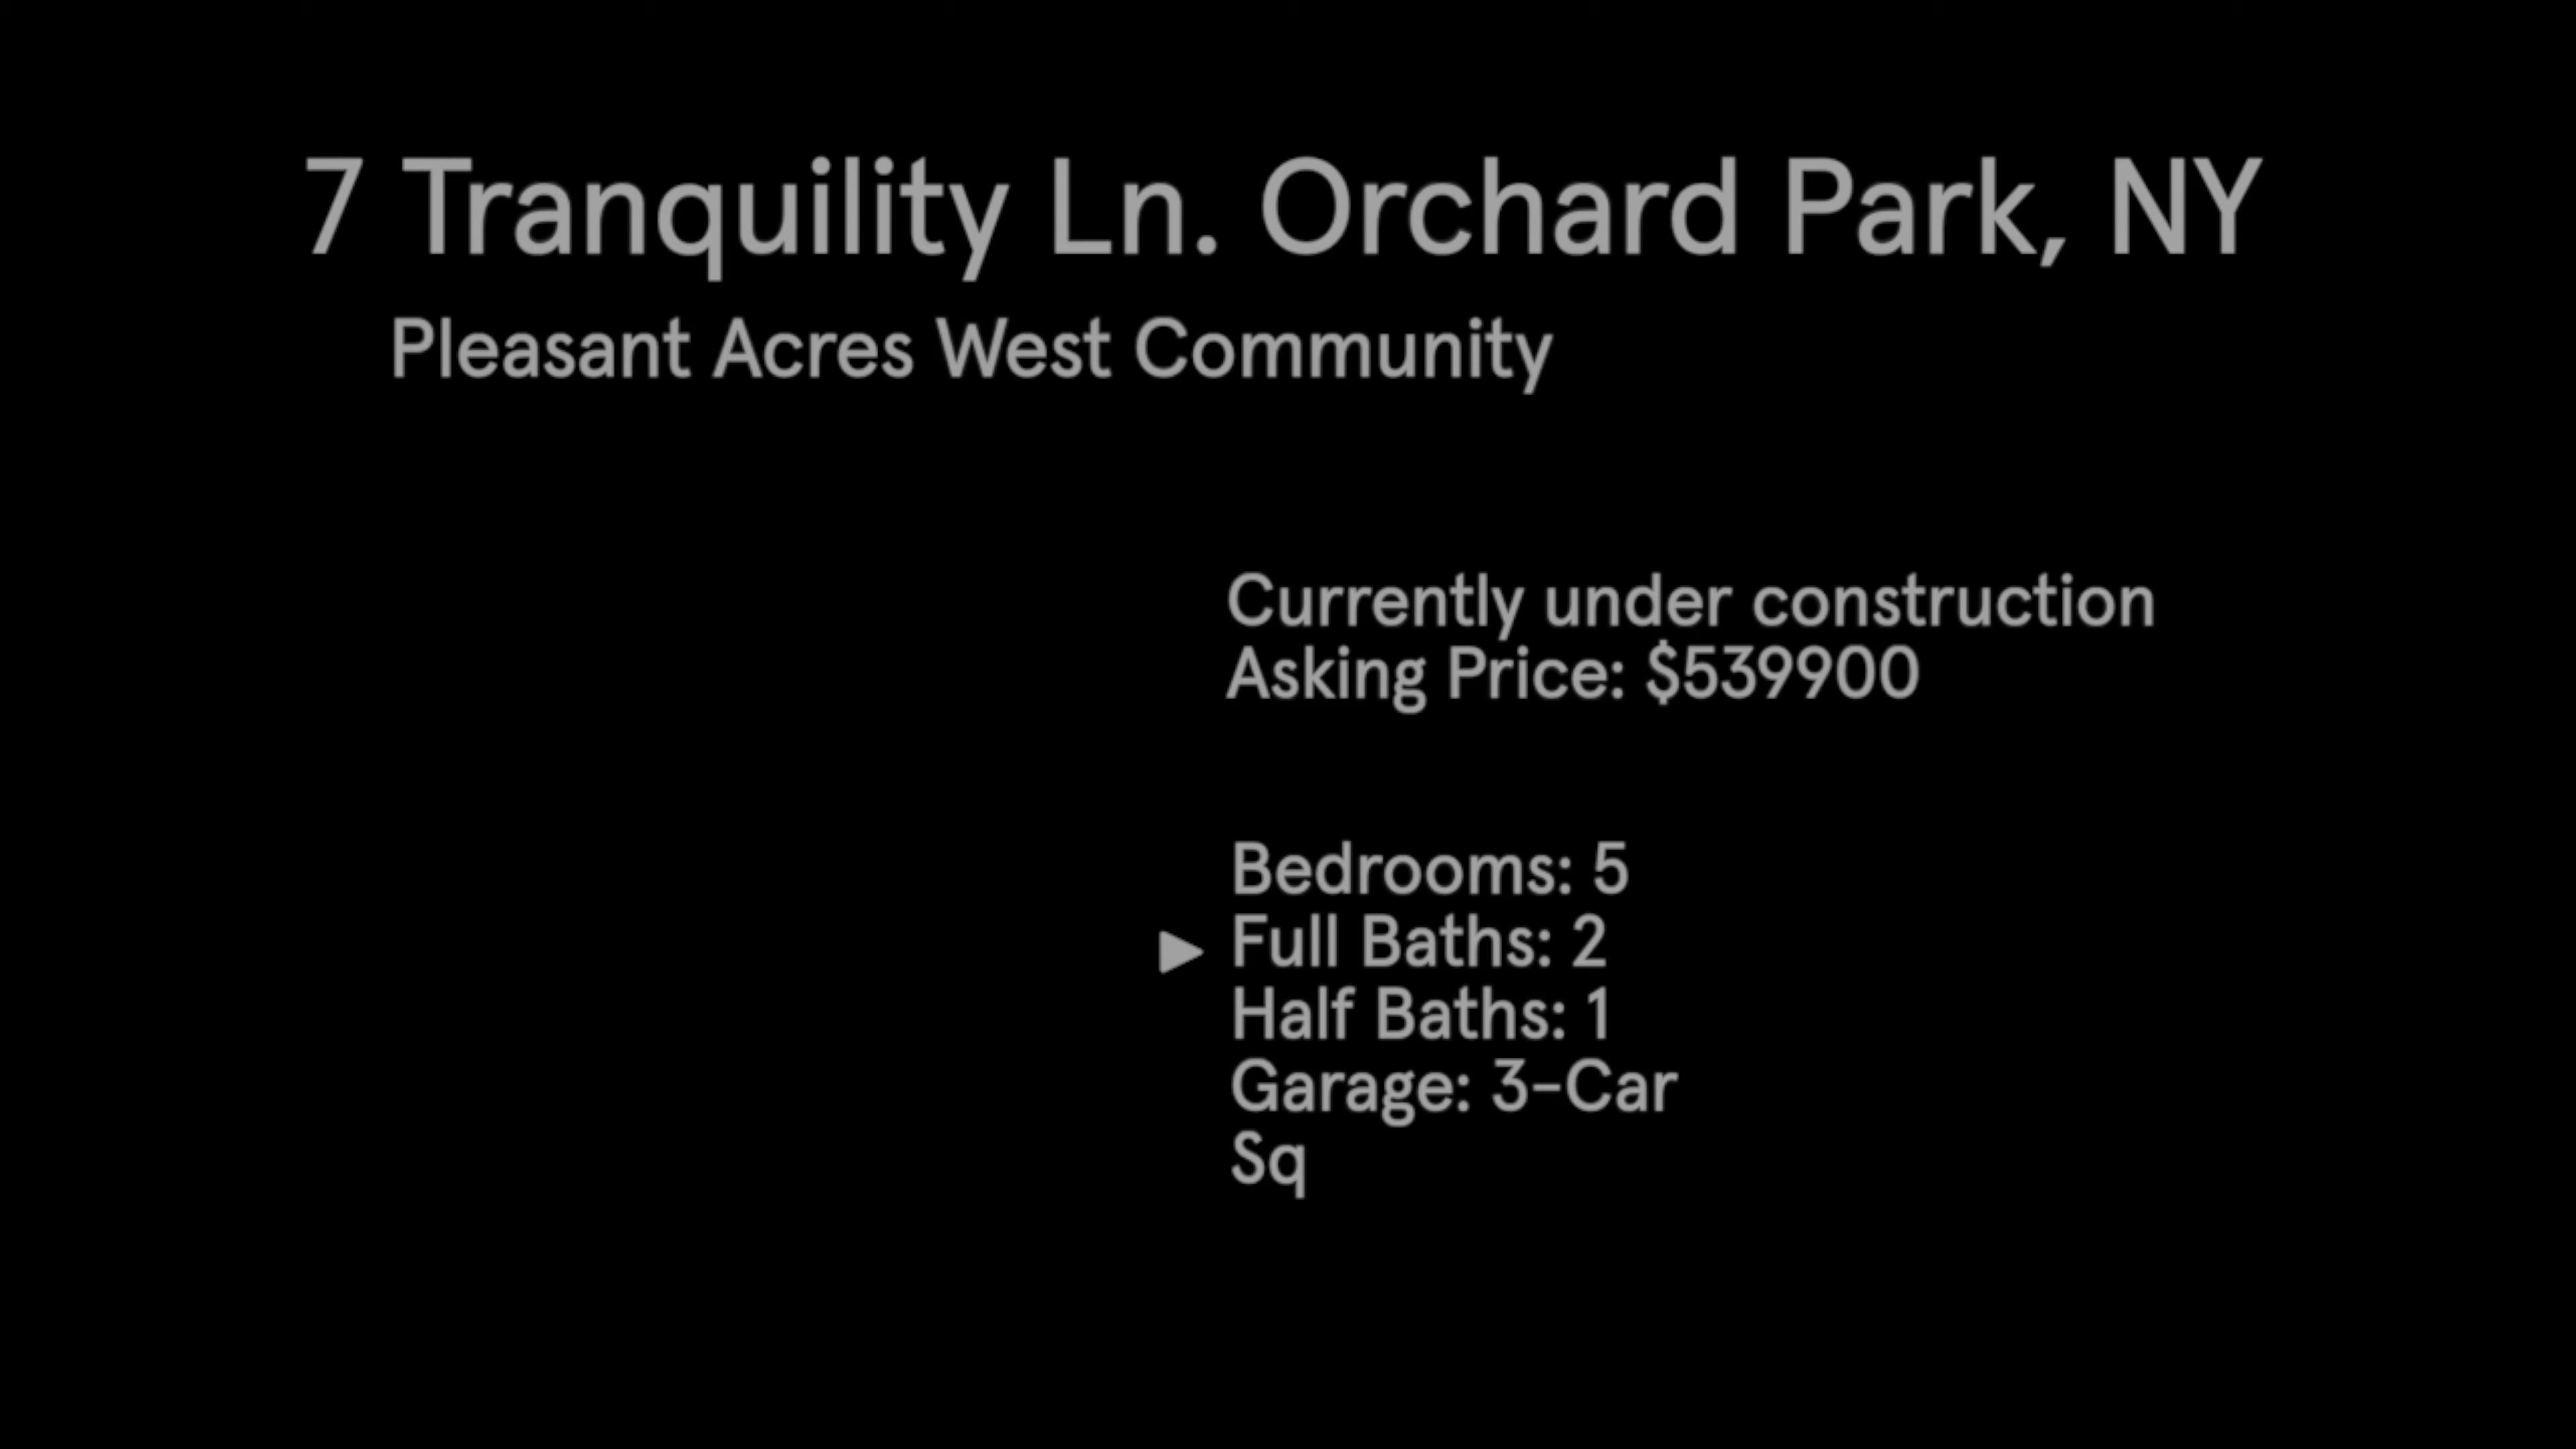 7 Tranquility Ln. Orchard Park, NY
Pleasant Acres West Community
Currently under construction
Asking Price: $539900
Bedrooms: 5
Full Baths: 2
Half Baths: 1
Garage: 3-Car
Sq